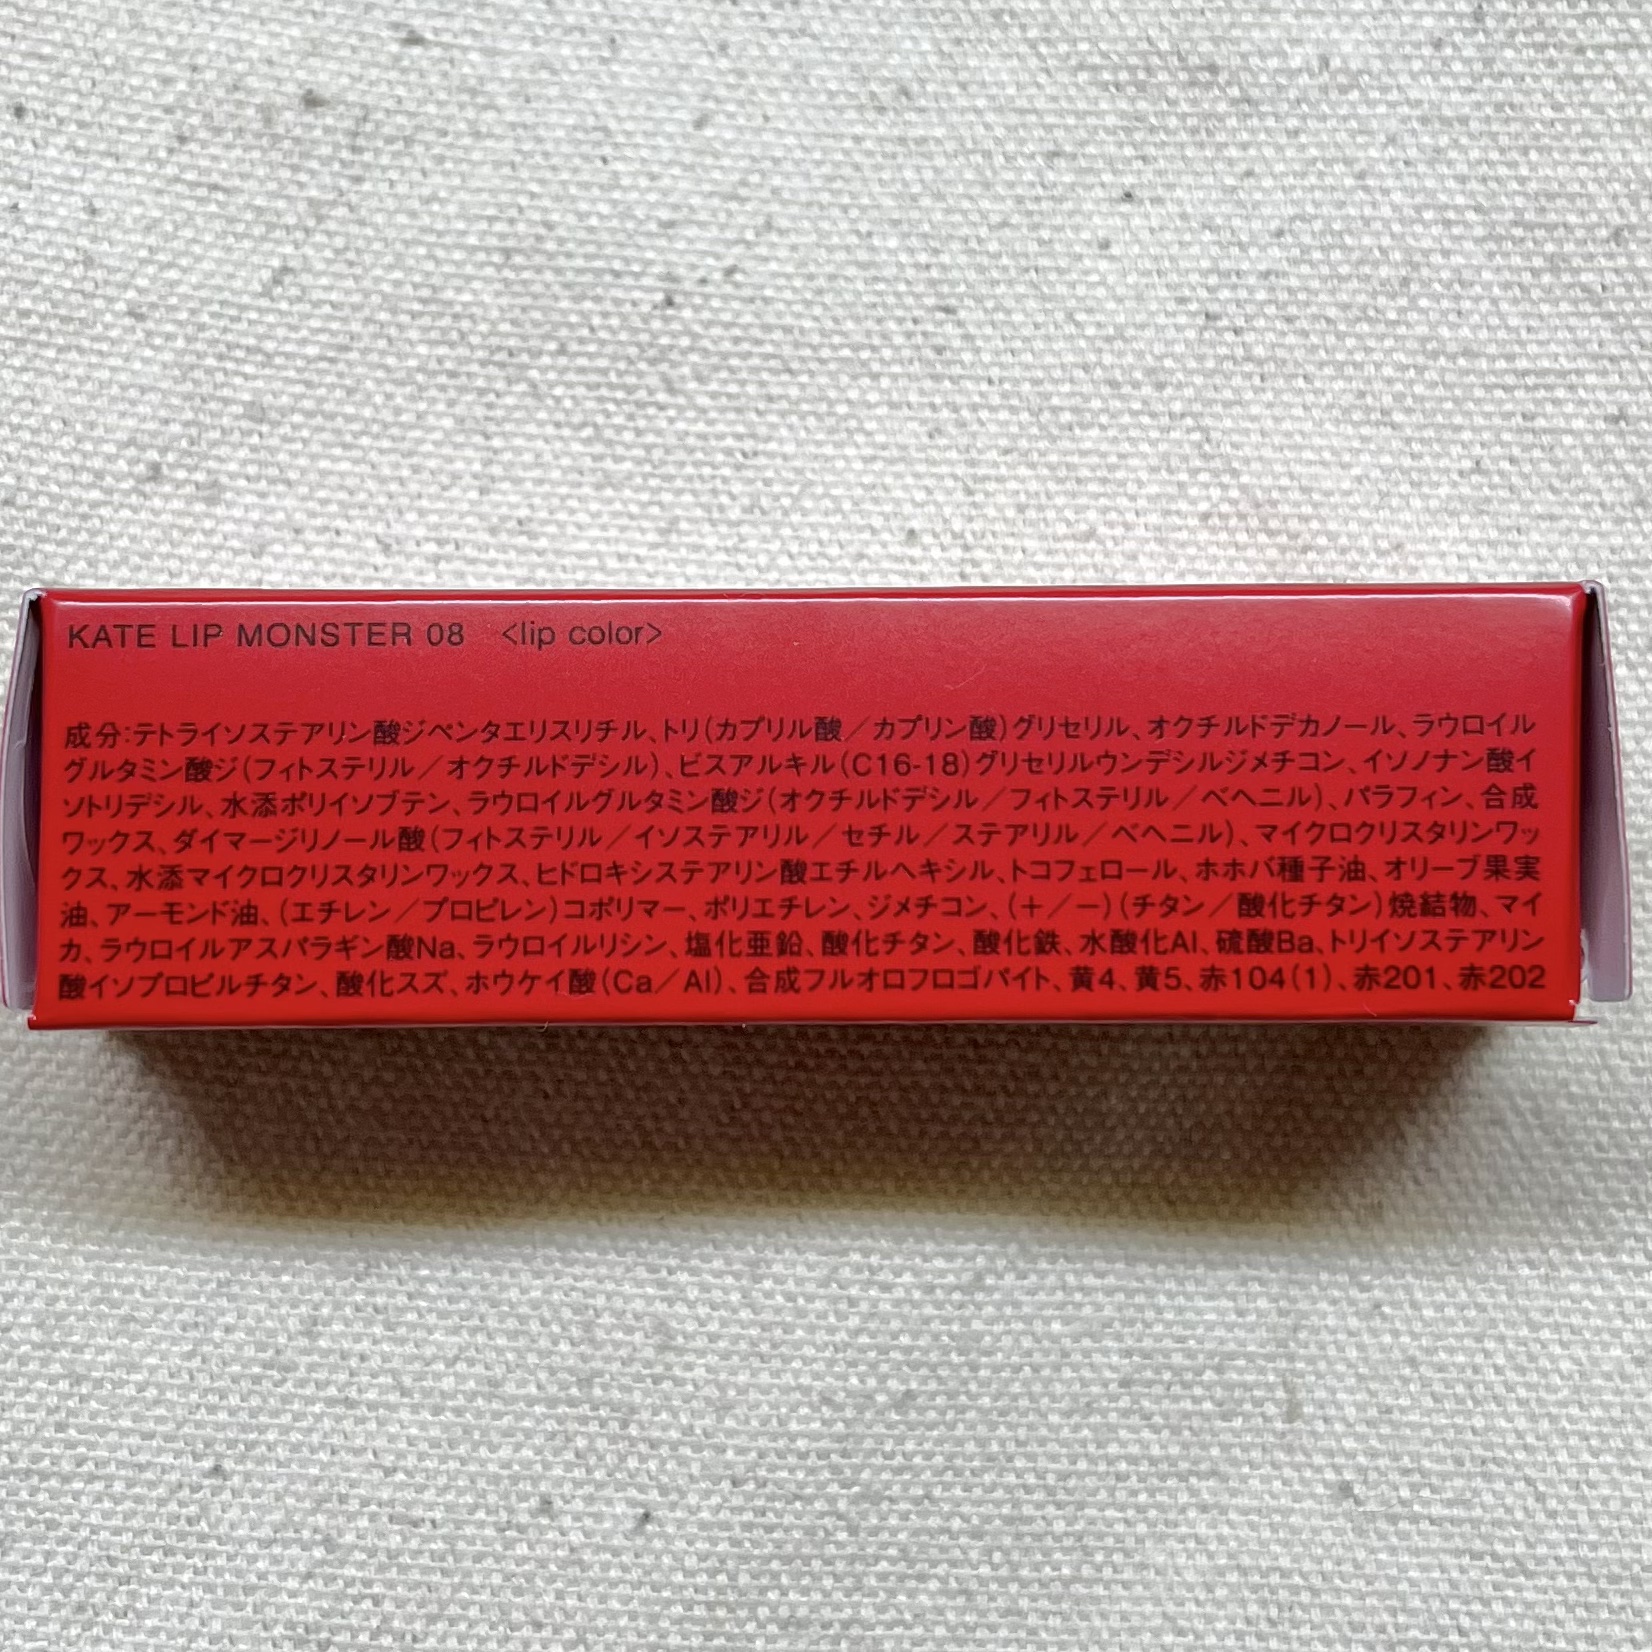 KATE LIP MONSTER 08 <lip color>
成分:テトライソステアリン酸ジペンタエリスリチル、トリ(カプリル酸/カプリン酸)グリセリル、オクチルドデカノール、ラウロイル
グルタミン酸ジ(フィトステリル/オクチルドデシル)、ビスアルキル(C16-18)グリセリルウンデシルジメチコン、イソノナン酸イ
ソトリデシル、水添ポリイソブテン、ラウロイルグルタミン酸ジ(オクチルドデシル/フィトステリル/ベヘニル)、パラフィン、合成
ワックス、ダイマージリノール酸(フィトステリル/イソステアリル/セチル/ステアリル/ベヘニル)、マイクロクリスタリンワッ
クス、水添マイクロクリスタリンワックス、ヒドロキシステアリン酸エチルヘキシル、トコフェロール、ホホバ種子油、オリーブ果実
油、アーモンド油、(エチレン/プロピレン)コポリマー、ポリエチレン、ジメチコン、(+/−)(チタン/酸化チタン)焼結物、マイ
カ、ラウロイルアスパラギン酸Na、ラウロイルリシン、塩化亜鉛、酸化チタン、酸化鉄、水酸化Al、硫酸Ba、トリイソステアリン
酸イソプロピルチタン、酸化スズ、ホウケイ酸(Ca/Al)、合成フルオロフロゴパイト、黄4、黄5、赤104(1)、赤201、赤202